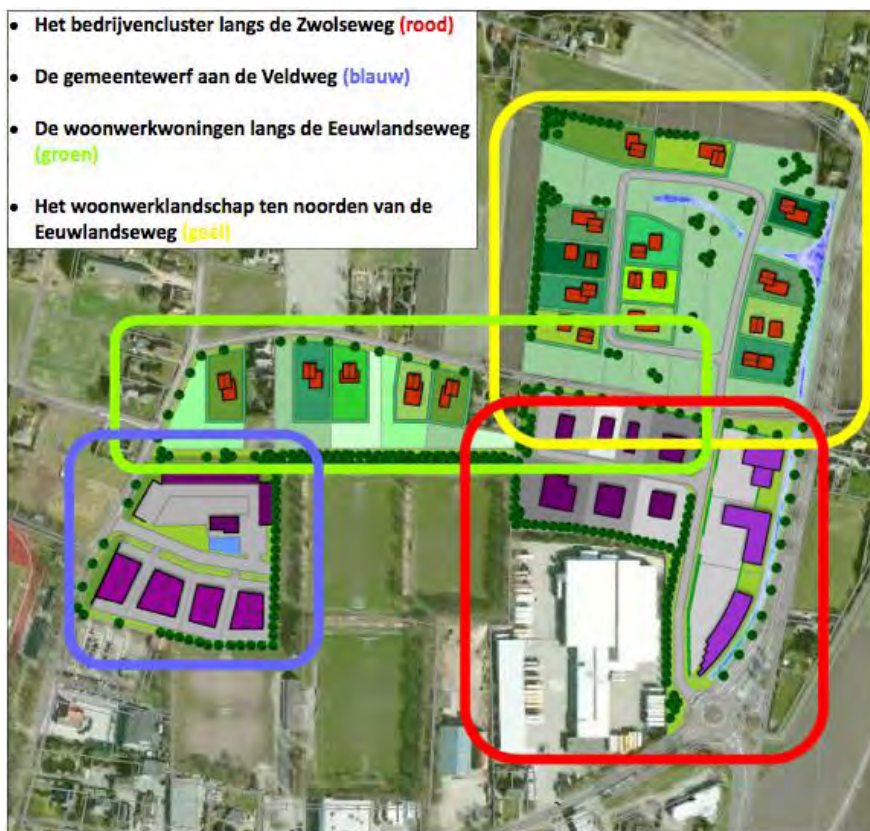 • Het bedrijvencluster langs de Zwolseweg (rood)
• De gemeentewerf aan de Veldweg (blauw)
• De woonwerkwoningen langs de Eeuwlandseweg
(groen)
• Het woonwerklandschap ten noorden van de
Eeuwlandseweg (geel)